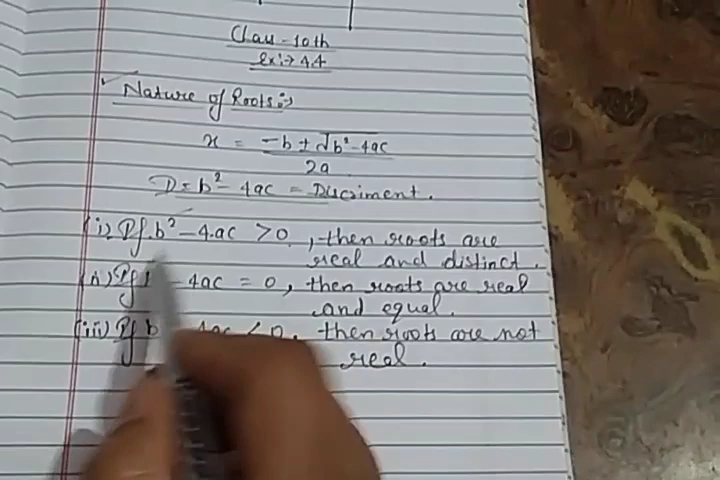 Class - 10th
Ex:- 4.4
Nature of Roots :-
x = -b ± √b² - 4ac
2a
D = b² - 4ac = Discriment.
(i) If b² - 4ac > 0, then roots are
real and distinct.
(ii) If - 4ac = 0, then roots are real
and equal.
(iii) If b - 4ac < 0, then roots are not
real.